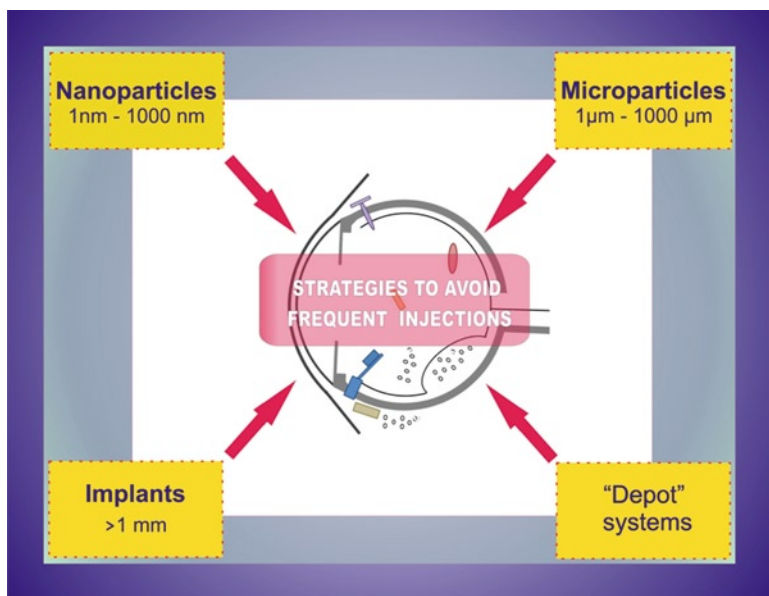 Nanoparticles
1nm - 1000 nm
Microparticles
1µm - 1000 µm
STRATEGIES TO AVOID
FREQUENT INJECTIONS
Implants
>1 mm
“Depot”
systems